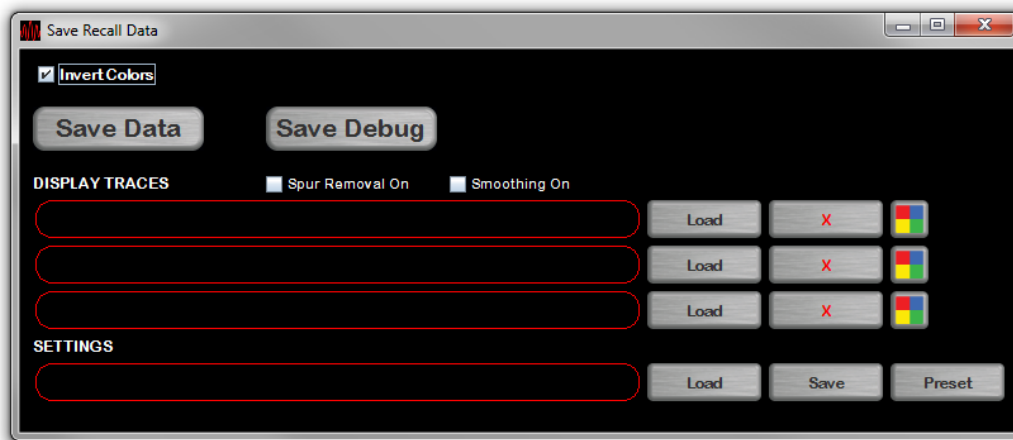 Save Recall Data
X
Invert Colors
Save Data Save Debug
DISPLAY TRACES Spur Removal On Smoothing On
Load X
Load X
Load X
SETTINGS
Load Save Preset